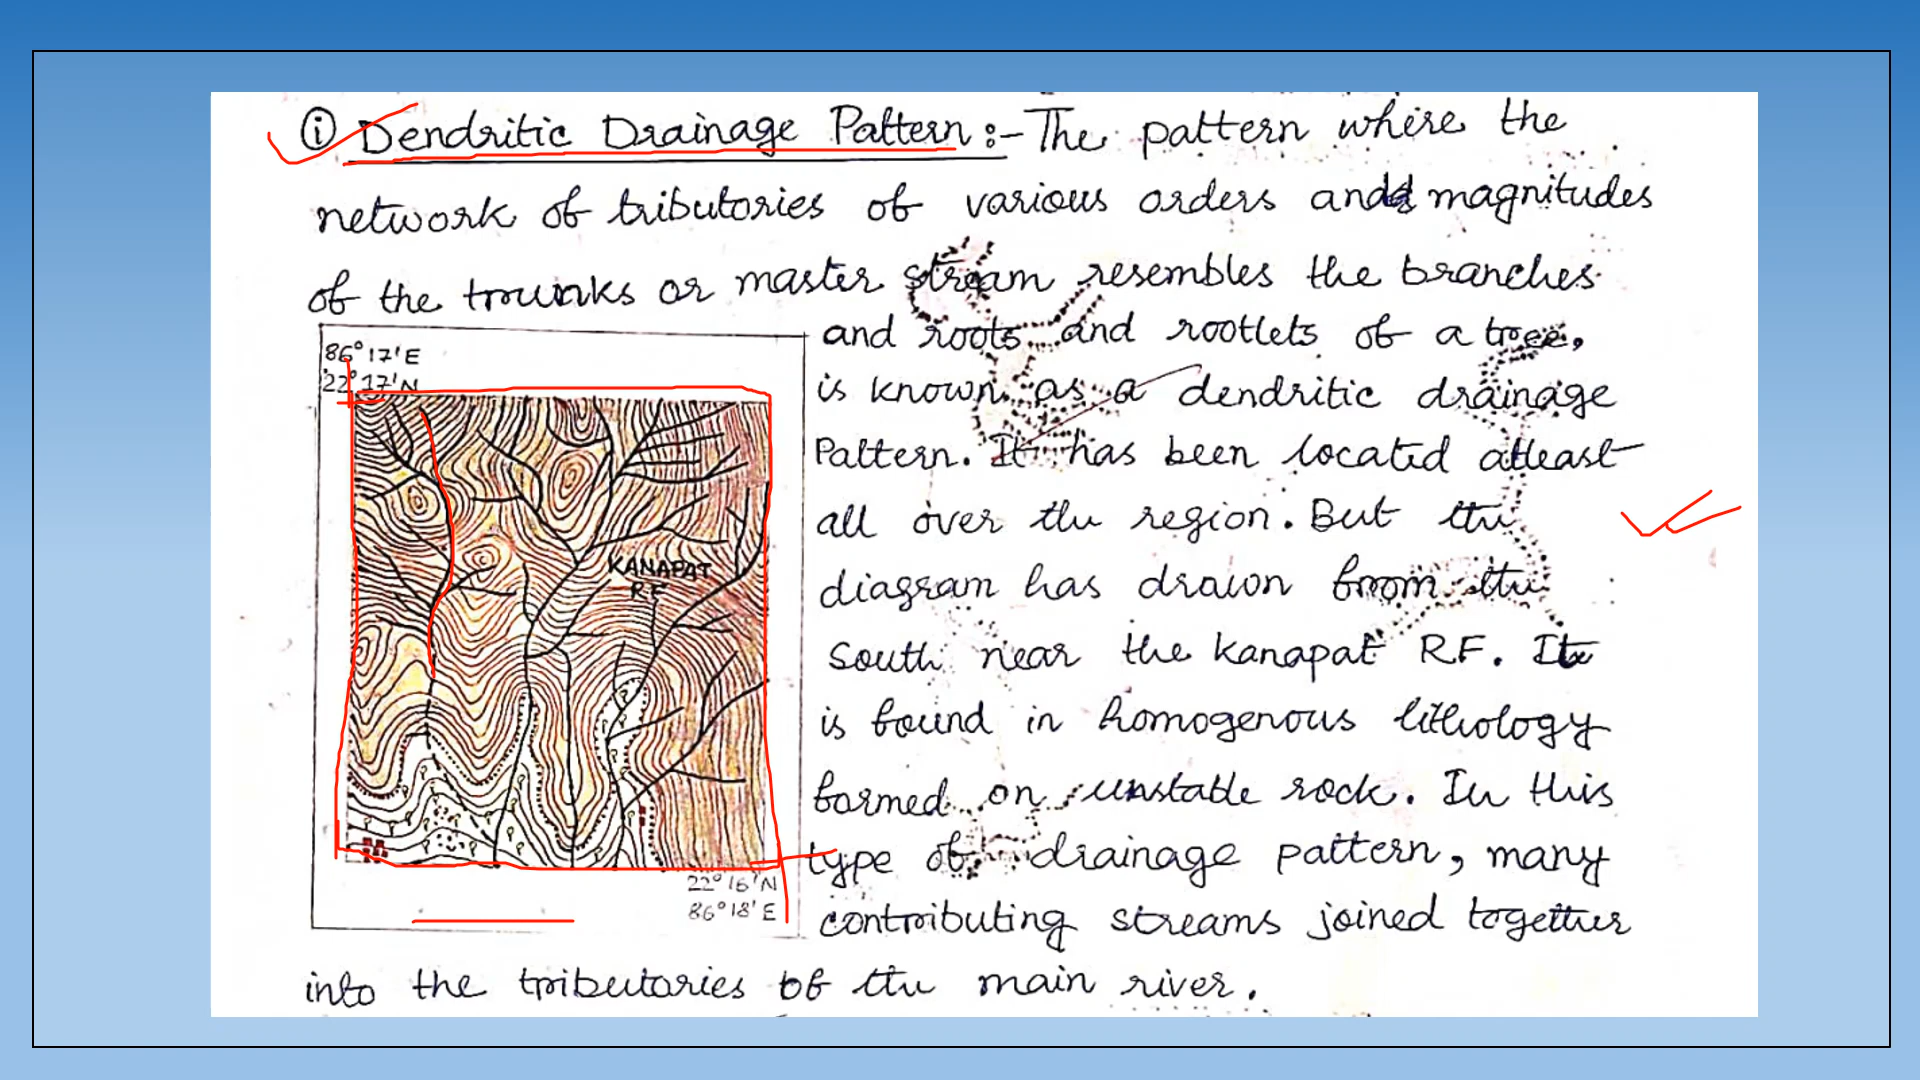 (i) Dendritic Drainage Pattern :- The pattern where the
network of tributories of various orders and magnitudes
of the trunks or master stream resembles the branches
and roots and rootlets of a tree,
is known as a dendritic drainage
Pattern. It has been located atleast
all over the region. But the
diagram has drawn from the
South near the Kanapat RF. It
is found in homogenous lithology
formed on unstable rock. In this
type of drainage pattern, many
contributing streams joined together
into the tributaries of the main river.
86°17'E
22°17'N
KANAPAT
RF
22°16'N
86°18'E